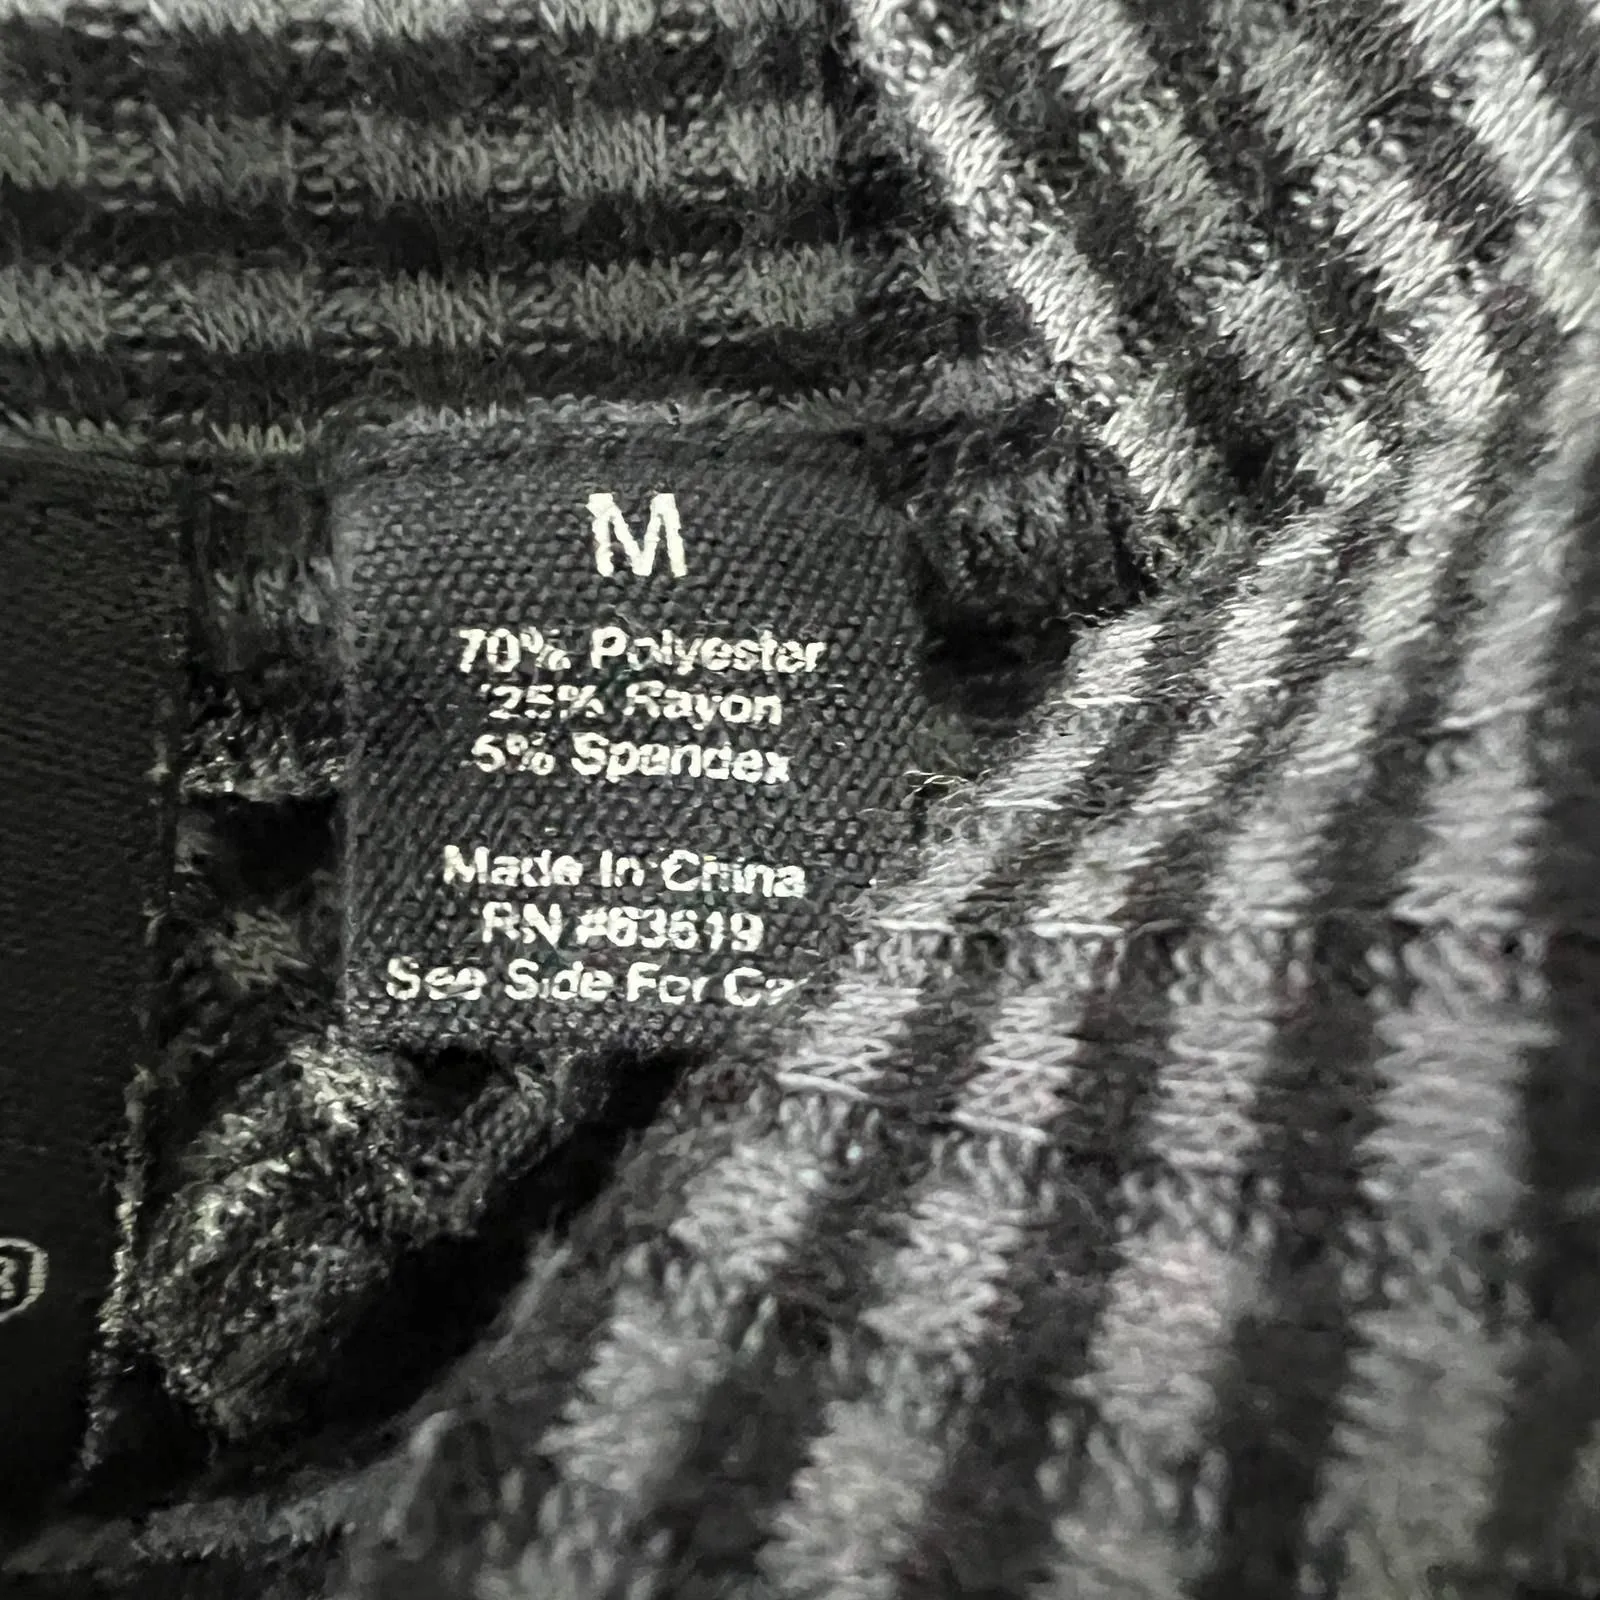 M
70% Polyester
25% Rayon
5% Spandex
Made In China
RN #63619
See Side For
®